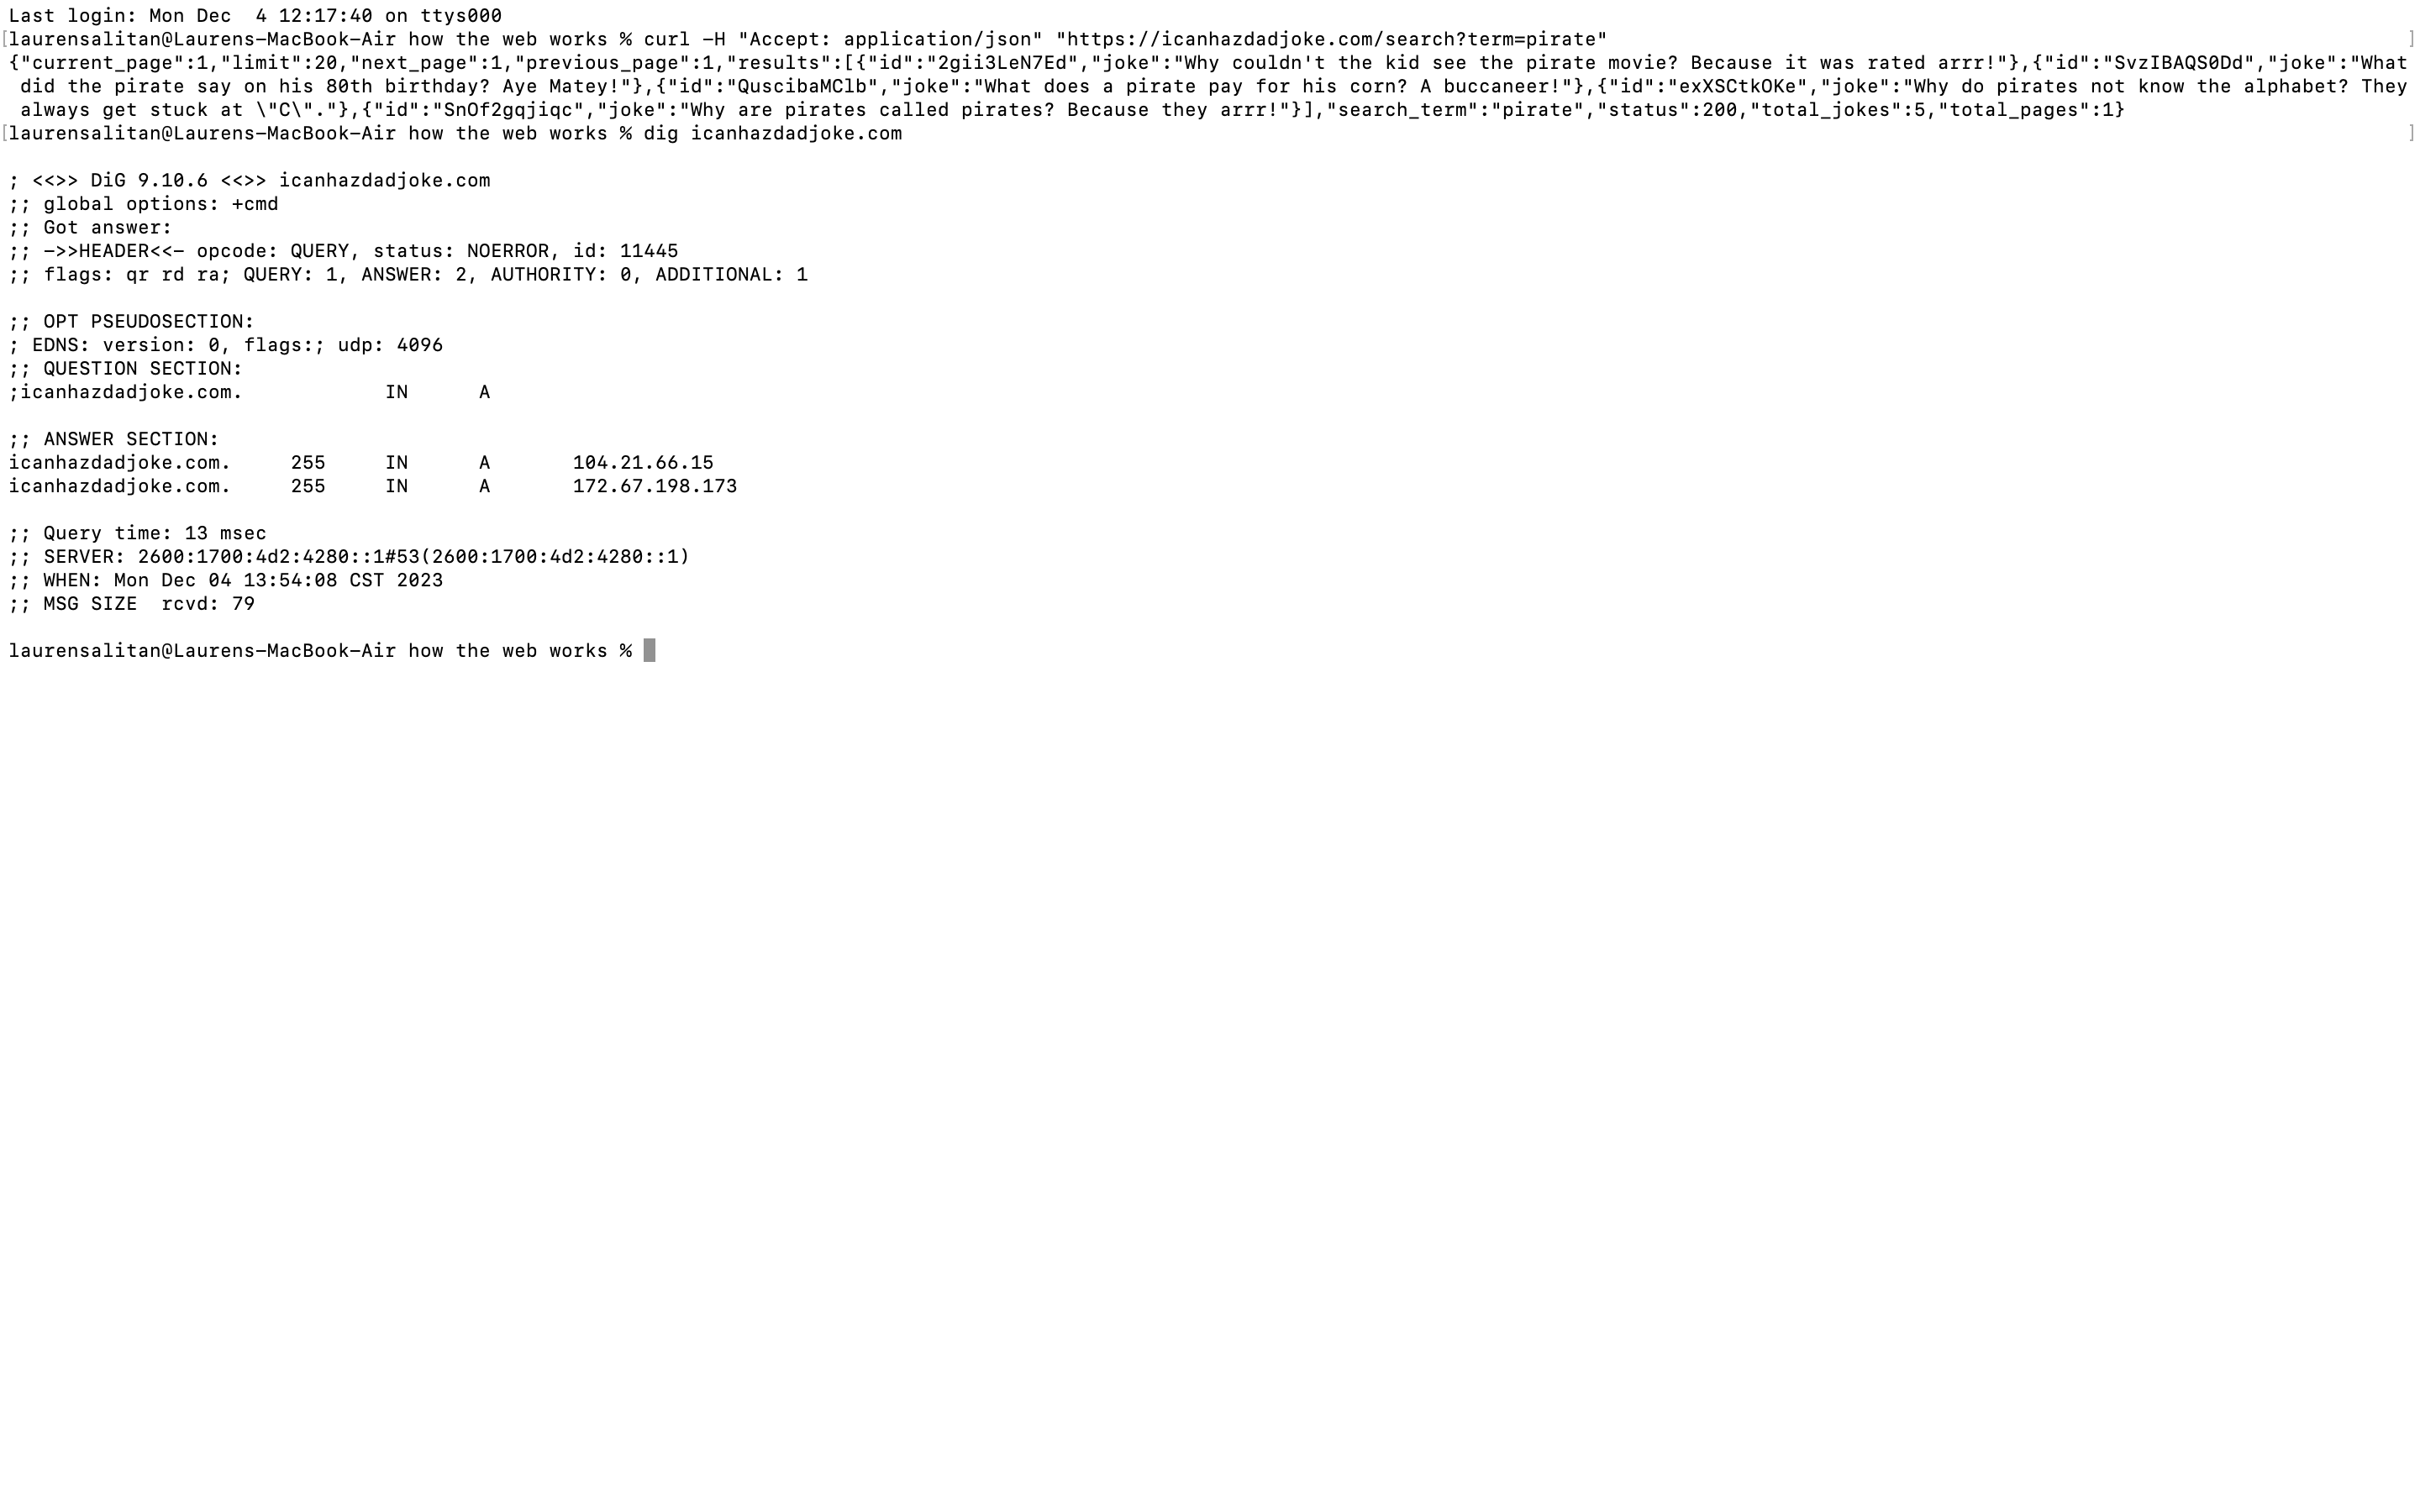 Last login: Mon Dec  4 12:17:40 on ttys000
[laurensalitan@Laurens-MacBook-Air how the web works % curl -H "Accept: application/json" "https://icanhazdadjoke.com/search?term=pirate" ]
{"current_page":1,"limit":20,"next_page":1,"previous_page":1,"results":[{"id":"2gii3LeN7Ed","joke":"Why couldn't the kid see the pirate movie? Because it was rated arrr!"},{"id":"SvzIBAQS0Dd","joke":"What
 did the pirate say on his 80th birthday? Aye Matey!"},{"id":"QuscibaMClb","joke":"What does a pirate pay for his corn? A buccaneer!"},{"id":"exXSCtkOKe","joke":"Why do pirates not know the alphabet? They
 always get stuck at \"C\"."},{"id":"SnOf2gqjiqc","joke":"Why are pirates called pirates? Because they arrr!"}],"search_term":"pirate","status":200,"total_jokes":5,"total_pages":1}
[laurensalitan@Laurens-MacBook-Air how the web works % dig icanhazdadjoke.com ]

; <<>> DiG 9.10.6 <<>> icanhazdadjoke.com
;; global options: +cmd
;; Got answer:
;; ->>HEADER<<- opcode: QUERY, status: NOERROR, id: 11445
;; flags: qr rd ra; QUERY: 1, ANSWER: 2, AUTHORITY: 0, ADDITIONAL: 1

;; OPT PSEUDOSECTION:
; EDNS: version: 0, flags:; udp: 4096
;; QUESTION SECTION:
;icanhazdadjoke.com.		IN	A

;; ANSWER SECTION:
icanhazdadjoke.com.	255	IN	A	104.21.66.15
icanhazdadjoke.com.	255	IN	A	172.67.198.173

;; Query time: 13 msec
;; SERVER: 2600:1700:4d2:4280::1#53(2600:1700:4d2:4280::1)
;; WHEN: Mon Dec 04 13:54:08 CST 2023
;; MSG SIZE  rcvd: 79

laurensalitan@Laurens-MacBook-Air how the web works %